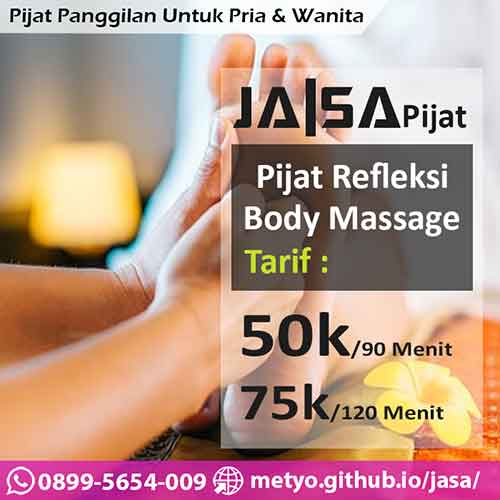 Pijat Panggilan Untuk Pria & Wanita
JA|SA Pijat
Pijat Refleksi
Body Massage
Tarif :
50k/90 Menit
75k/120 Menit
0899-5654-009 metyo.github.io/jasa/